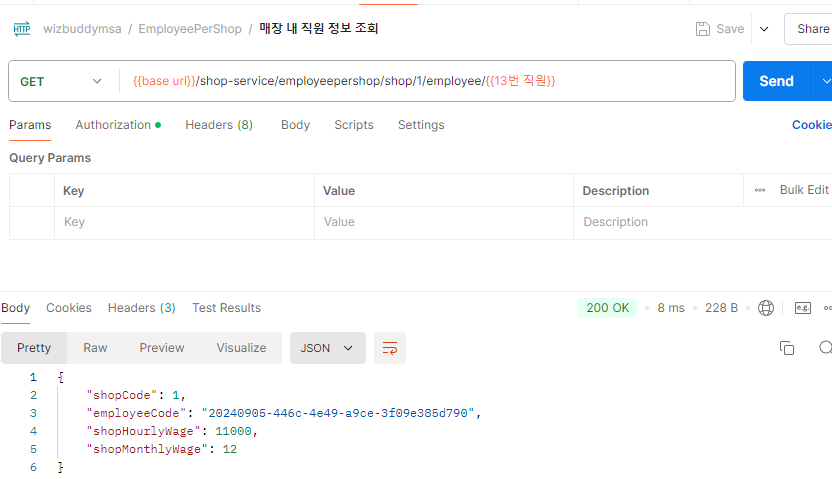 HTTP wizbuddymsa / EmployeePerShop / 매장 내 직원 정보 조회 Save Share
GET {{base url}}/shop-service/employeepershop/shop/1/employee/{{13번 직원}} Send
Params Authorization Headers (8) Body Scripts Settings Cookie
Query Params
Key Value Description Bulk Edit
Key Value Description
Body Cookies Headers (3) Test Results 200 OK 8 ms 228 B e.g.
Pretty Raw Preview Visualize JSON
1 {
2 "shopCode": 1,
3 "employeeCode": "20240905-446c-4e49-a9ce-3f09e385d790",
4 "shopHourlyWage": 11000,
5 "shopMonthlyWage": 12
6 }